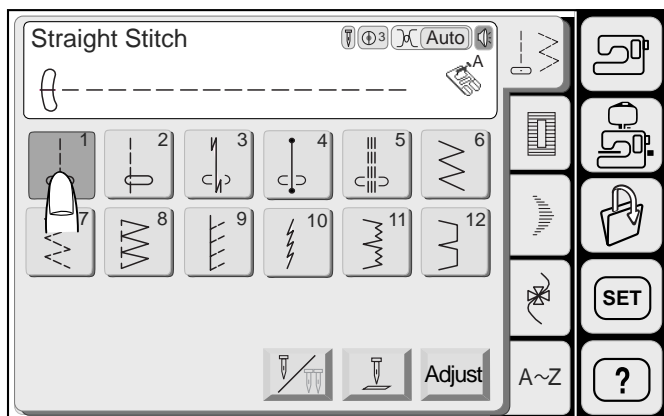 Straight Stitch
3 Auto
A
1 2 3 4 5 6
7 8 9 10 11 12
SET
Adjust A~Z ?